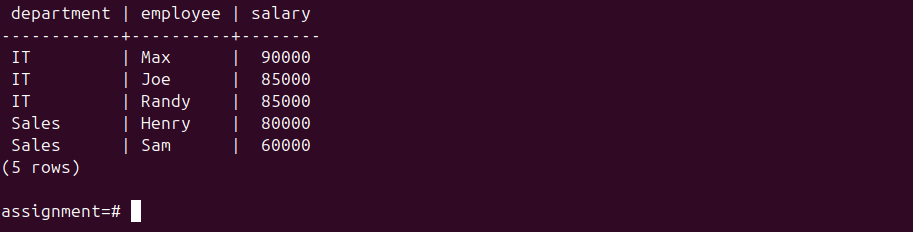 department | employee | salary
------------+----------+--------
 IT         | Max      |  90000
 IT         | Joe      |  85000
 IT         | Randy    |  85000
 Sales      | Henry    |  80000
 Sales      | Sam      |  60000
(5 rows)
assignment=#